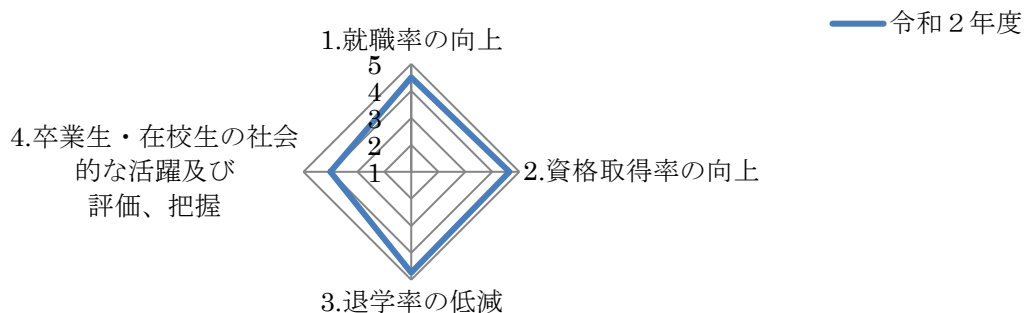 令和２年度
1.就職率の向上
5
4
3
2
1
4.卒業生・在校生の社会
的な活躍及び
評価、把握
2.資格取得率の向上
3.退学率の低減